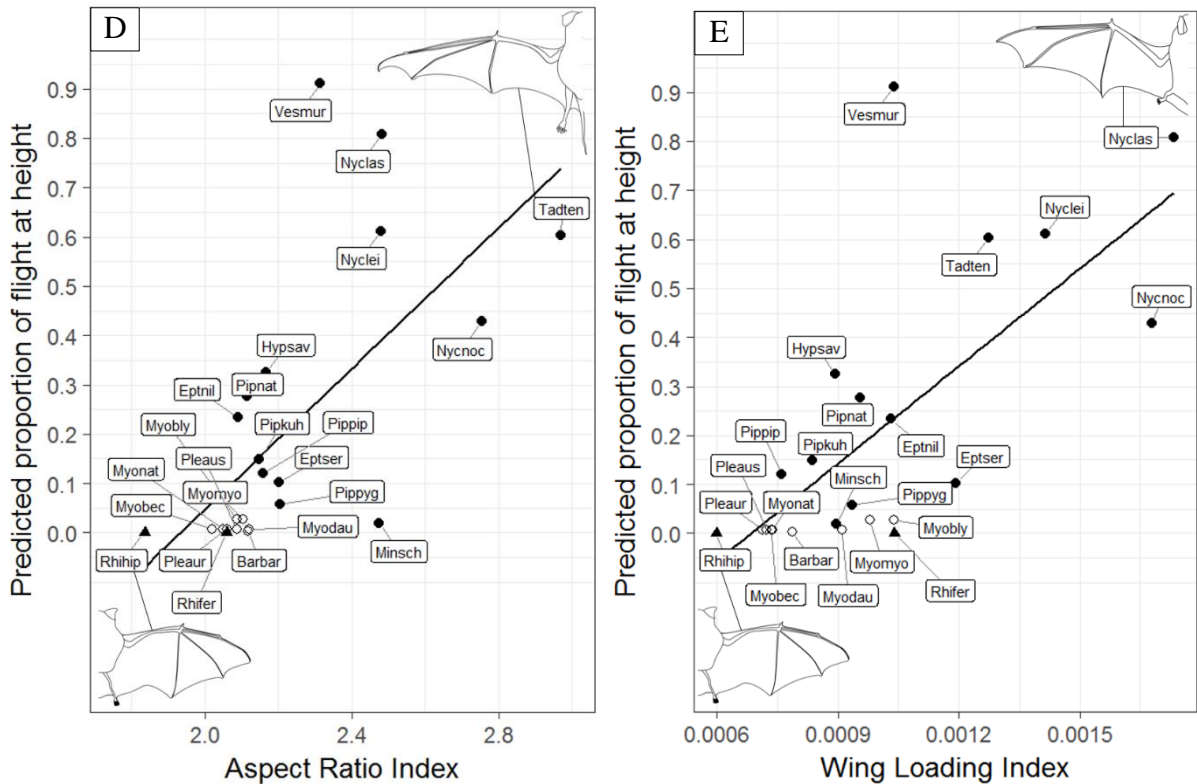 D
Predicted proportion of flight at height
0.9
0.8
0.7
0.6
0.5
0.4
0.3
0.2
0.1
0.0
Vesmur
Nyclas
Tadten
Nyclei
Nycnoc
Hypsav
Pipnat
Eptnil
Myobly
Pipkuh
Pippip
Pleaus
Eptser
Myonat
Myomyo
Myobec
Pippyg
Rhihip
Pleaur
Barbar
Myodau
Minsch
Rhifer
2.0
2.4
2.8
Aspect Ratio Index
E
Predicted proportion of flight at height
0.9
0.8
0.7
0.6
0.5
0.4
0.3
0.2
0.1
0.0
Vesmur
Nyclas
Nyclei
Tadten
Nycnoc
Hypsav
Pipnat
Eptnil
Pippip
Pipkuh
Eptser
Pleaus
Minsch
Pleaur
Myonat
Pippyg
Myobly
Rhihip
Barbar
Myomyo
Rhifer
Myobec
Myodau
0.0006
0.0009
0.0012
0.0015
Wing Loading Index